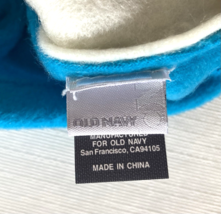 OLD NAVY
MANUFACTURED
FOR OLD NAVY
San Francisco, CA94105
MADE IN CHINA